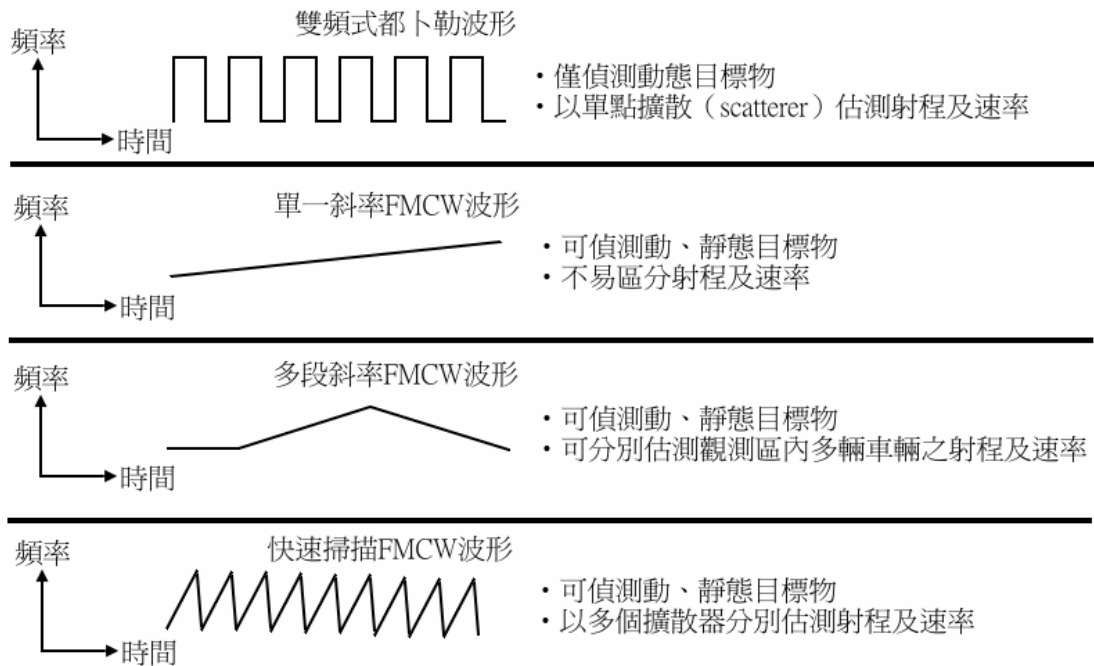 雙頻式都卜勒波形
頻率
時間
・僅偵測動態目標物
・以單點擴散（scatterer）估測射程及速率
單一斜率FMCW波形
頻率
時間
・可偵測動、靜態目標物
・不易區分射程及速率
多段斜率FMCW波形
頻率
時間
・可偵測動、靜態目標物
・可分別估測觀測區內多輛車輛之射程及速率
快速掃描FMCW波形
頻率
時間
・可偵測動、靜態目標物
・以多個擴散器分別估測射程及速率